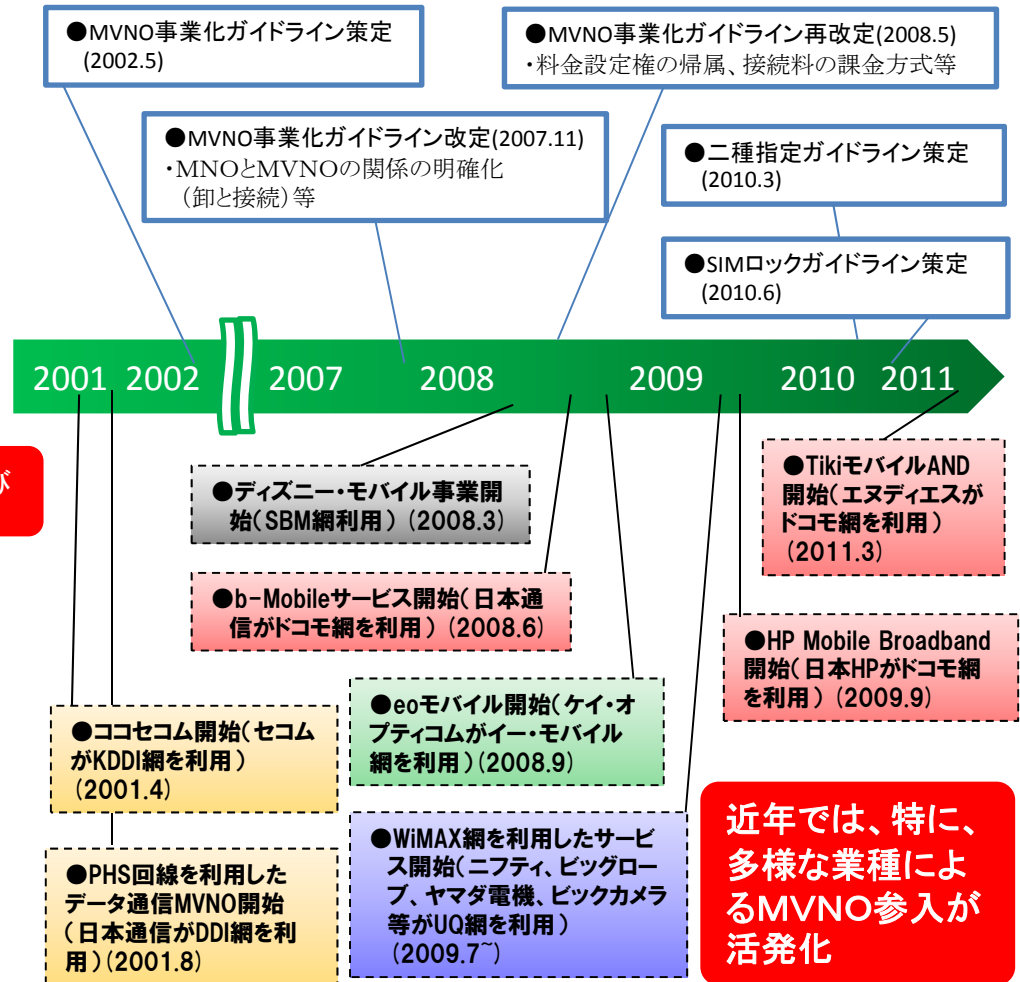 ●MVNO事業化ガイドライン策定
(2002.5)
●MVNO事業化ガイドライン再改定(2008.5)
・料金設定権の帰属、接続料の課金方式等
●MVNO事業化ガイドライン改定(2007.11)
・MNOとMVNOの関係の明確化
（卸と接続）等
●二種指定ガイドライン策定
(2010.3)
●SIMロックガイドライン策定
(2010.6)
2001 2002 2007 2008 2009 2010 2011
び
●ディズニー・モバイル事業開
始（SBM網利用）(2008.3)
●TikiモバイルAND
開始（エヌディエスが
ドコモ網を利用）
(2011.3)
●b-Mobileサービス開始（日本通
信がドコモ網を利用）(2008.6)
●HP Mobile Broadband
開始（日本HPがドコモ網
を利用）(2009.9)
●ココセコム開始（セコム
がKDDI網を利用）
(2001.4)
●eoモバイル開始（ケイ・オ
プティコムがイー・モバイル
網を利用）(2008.9)
●PHS回線を利用した
データ通信MVNO開始
（日本通信がDDI網を利
用）(2001.8)
●WiMAX網を利用したサービ
ス開始（ニフティ、ビッグロー
ブ、ヤマダ電機、ビックカメラ
等がUQ網を利用）
(2009.7~)
近年では、特に、
多様な業種によ
るMVNO参入が
活発化